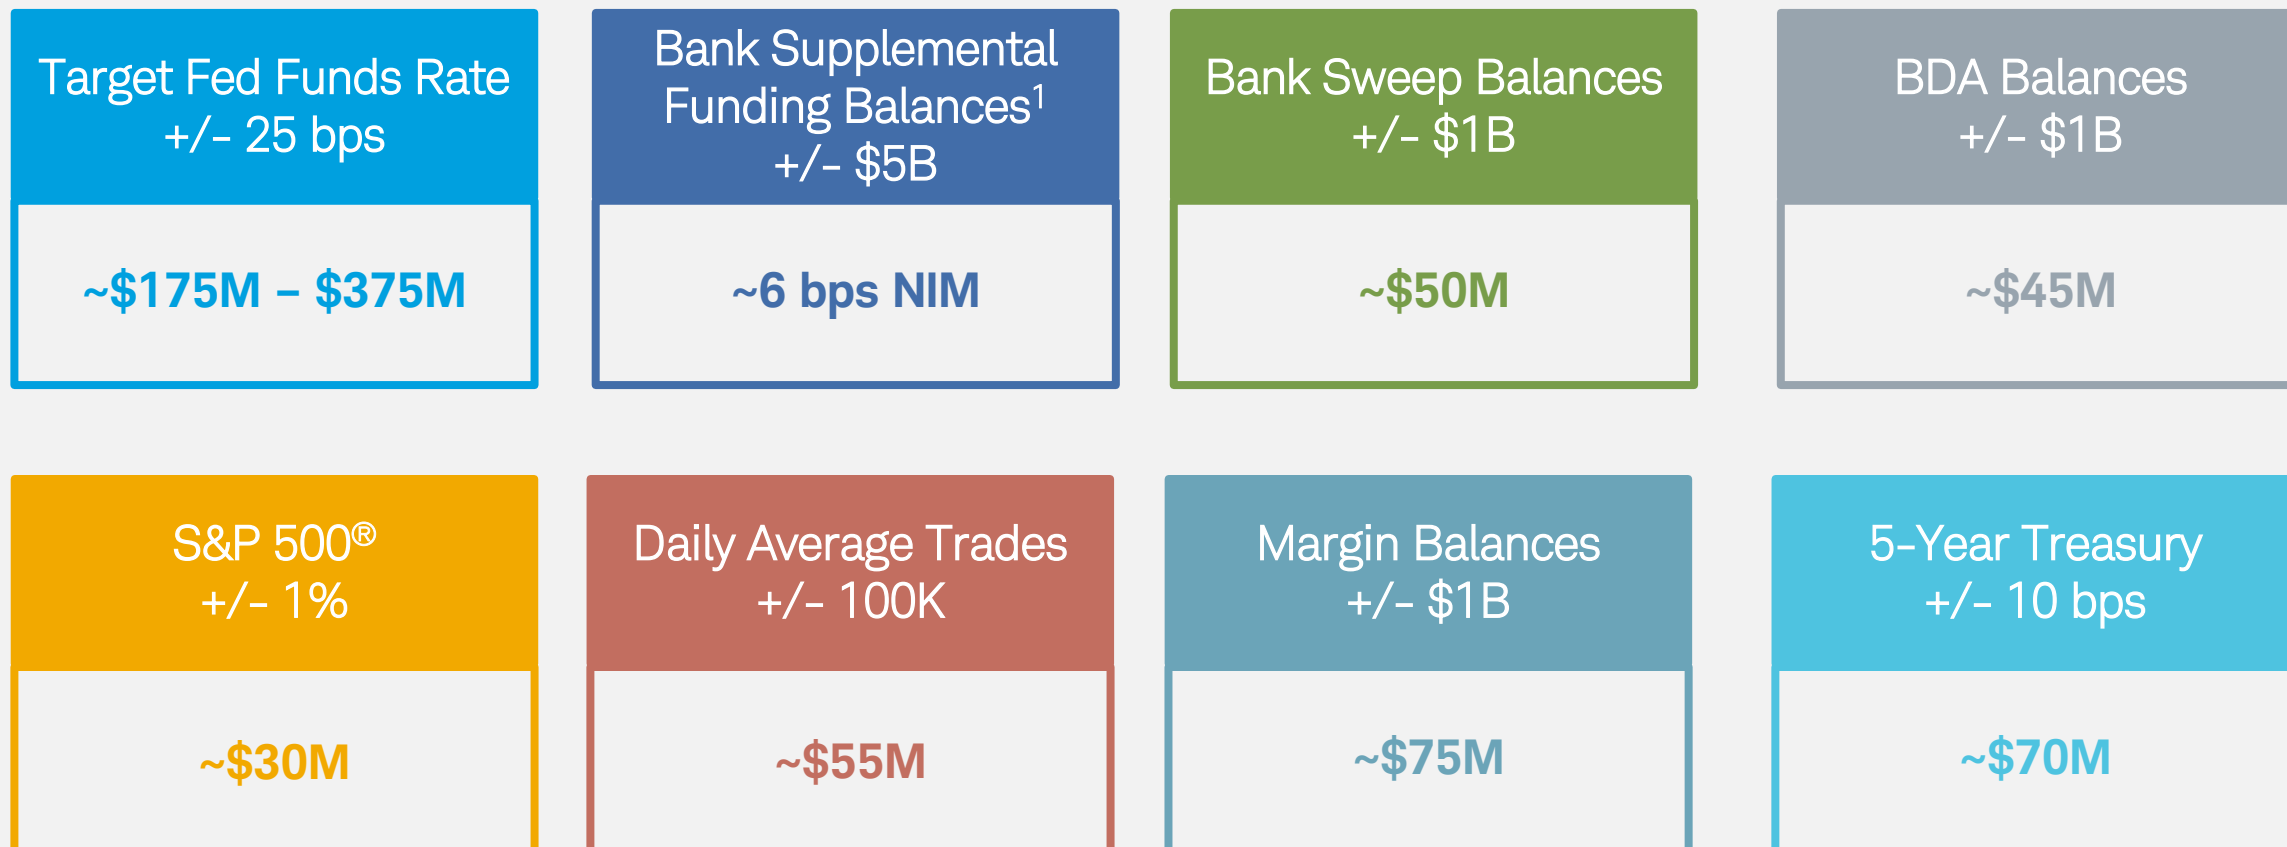 Target Fed Funds Rate
+/- 25 bps
~$175M – $375M
Bank Supplemental
Funding Balances¹
+/- $5B
~6 bps NIM
Bank Sweep Balances
+/- $1B
~$50M
BDA Balances
+/- $1B
~$45M
S&P 500®
+/- 1%
~$30M
Daily Average Trades
+/- 100K
~$55M
Margin Balances
+/- $1B
~$75M
5-Year Treasury
+/- 10 bps
~$70M